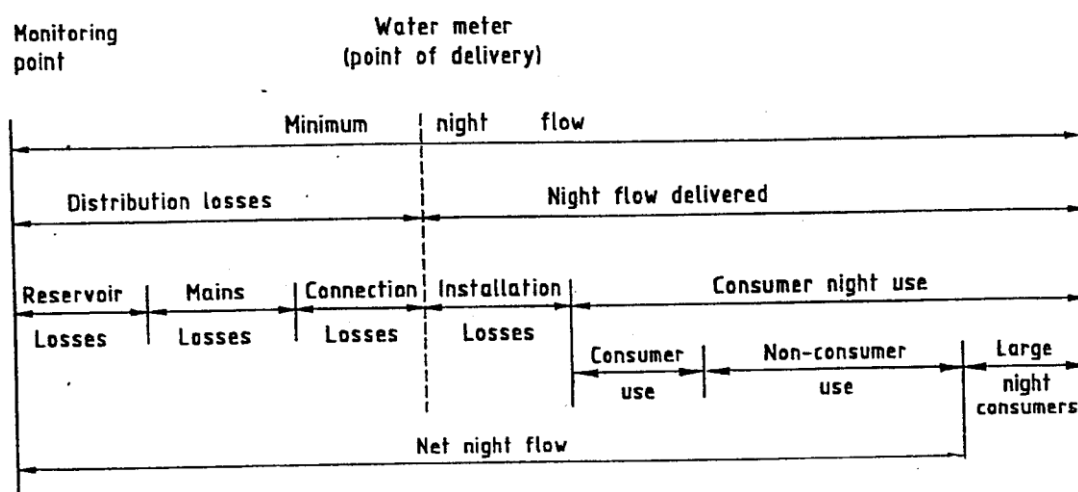 Monitoring
point
Water meter
(point of delivery)
Minimum night flow
Distribution losses
Night flow delivered
Reservoir
Losses
Mains
Losses
Connection
Losses
Installation
Losses
Consumer night use
Consumer
use
Non-consumer
use
Large
night
consumers
Net night flow